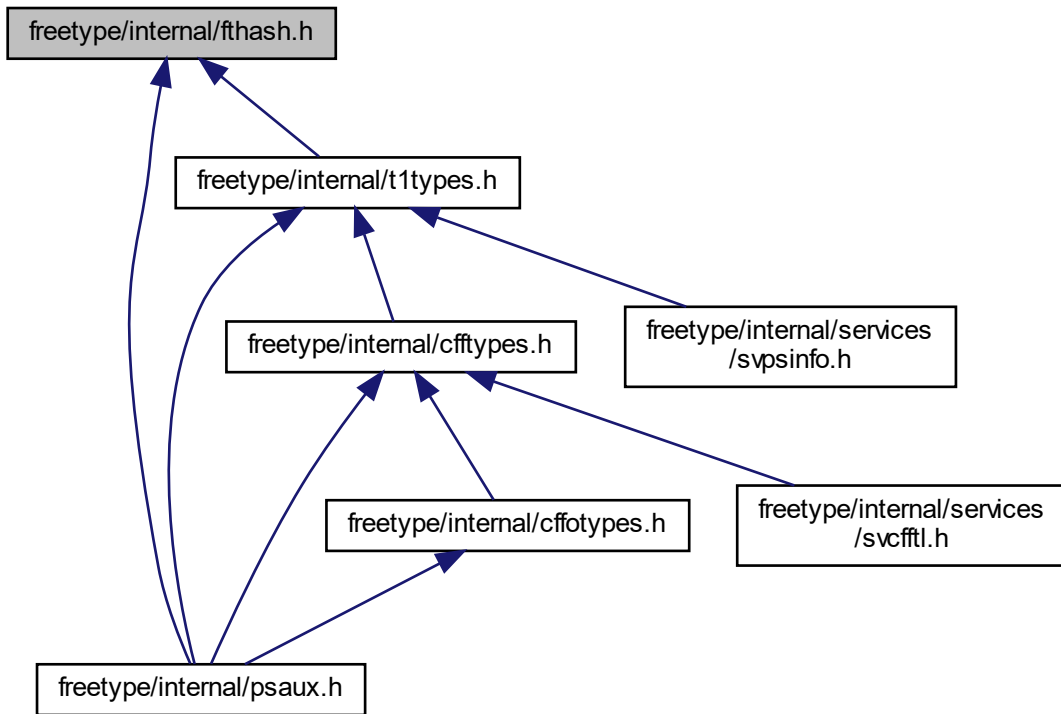 freetype/internal/fthash.h
freetype/internal/t1types.h
freetype/internal/cfftypes.h
freetype/internal/services
/svpsinfo.h
freetype/internal/cffotypes.h
freetype/internal/services
/svcfftl.h
freetype/internal/psaux.h